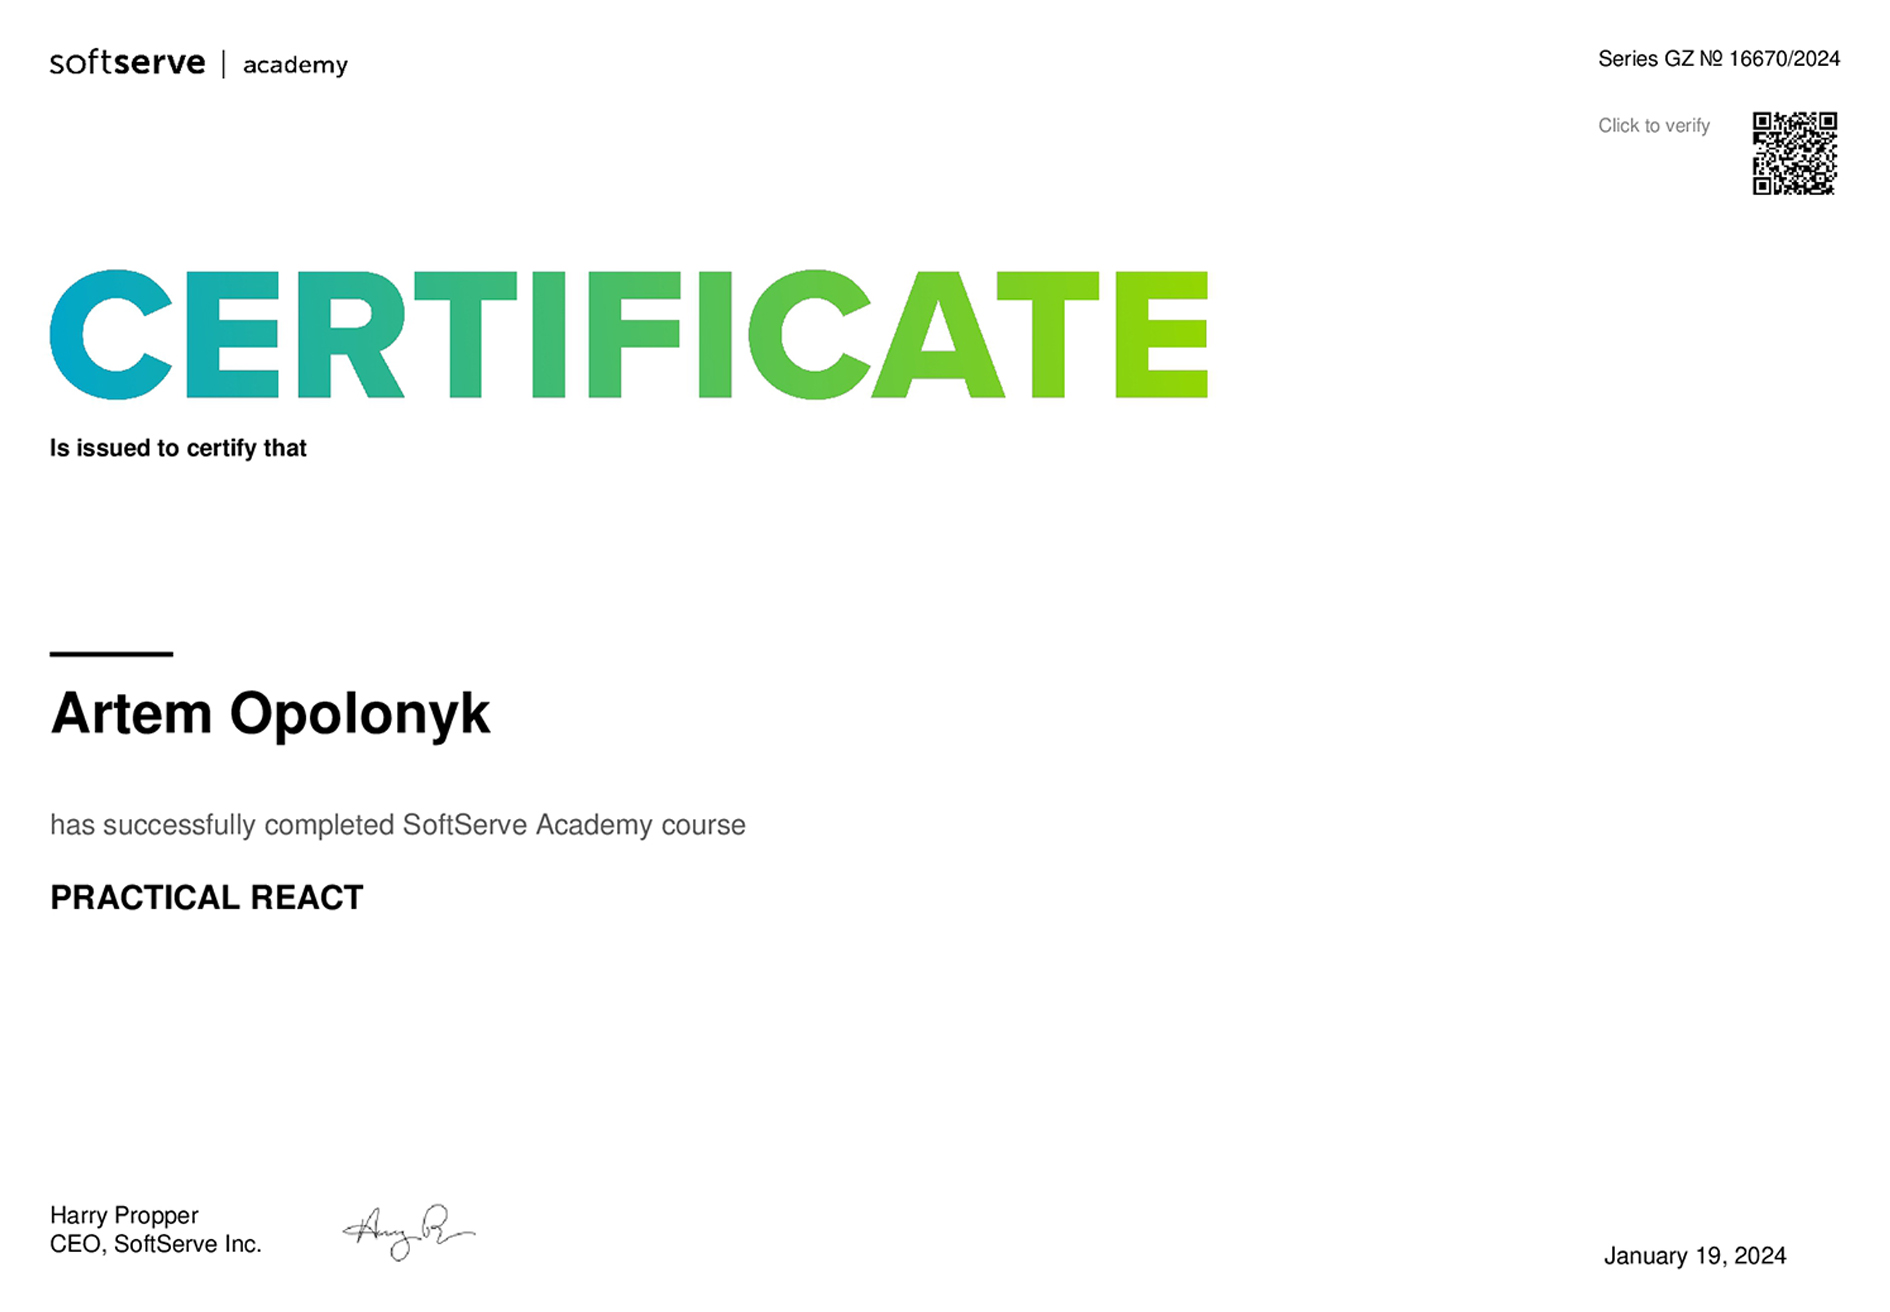 softserve | academy
Series GZ № 16670/2024
Click to verify
CERTIFICATE
Is issued to certify that
Artem Opolonyk
has successfully completed SoftServe Academy course
PRACTICAL REACT
Harry Propper
CEO, SoftServe Inc.
January 19, 2024